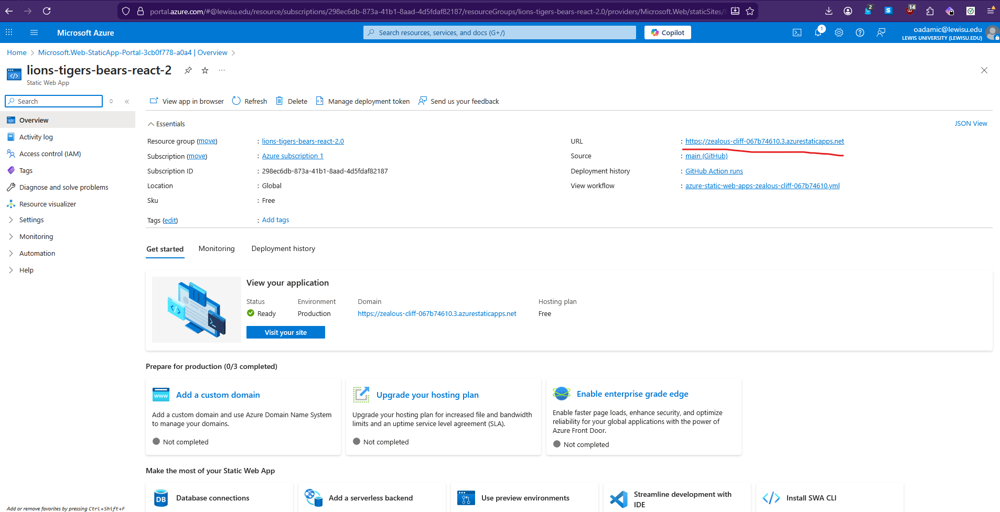 portal.azure.com/#@lewisu.edu/resource/subscriptions/298ec6db-873a-41b1-8aad-4d5fdaf82187/resourceGroups/lions-tigers-bears-react-2.0/providers/Microsoft.Web/staticSites/
2
S
14
Microsoft Azure
Search resources, services, and docs (G+/)
Copilot
1
oadamic@lewisu.edu
LEWIS UNIVERSITY (LEWISU.EDU)
Home > Microsoft.Web-StaticApp-Portal-3cb0f778-a0a4 | Overview >
lions-tigers-bears-react-2
Static Web App
Search
View app in browser
Refresh
Delete
Manage deployment token
Send us your feedback
Overview
Activity log
Access control (IAM)
Tags
Diagnose and solve problems
Resource visualizer
Settings
Monitoring
Automation
Help
Essentials
JSON View
Resource group (move) : lions-tigers-bears-react-2.0
Subscription (move) : Azure subscription 1
Subscription ID : 298ec6db-873a-41b1-8aad-4d5fdaf82187
Location : Global
Sku : Free
Tags (edit) : Add tags
URL : https://zealous-cliff-067b74610.3.azurestaticapps.net
Source : main (GitHub)
Deployment history : GitHub Action runs
View workflow : azure-static-web-apps-zealous-cliff-067b74610.yml
Get started
Monitoring
Deployment history
View your application
Status Environment Domain Hosting plan
Ready Production https://zealous-cliff-067b74610.3.azurestaticapps.net Free
Visit your site
Prepare for production (0/3 completed)
www
Add a custom domain
Add a custom domain and use Azure Domain Name System
to manage your domains.
Not completed
Upgrade your hosting plan
Upgrade your hosting plan for increased file and bandwidth
limits and an uptime service level agreement (SLA).
Not completed
Enable enterprise grade edge
Enable faster page loads, enhance security, and optimize
reliability for your global applications with the power of
Azure Front Door.
Not completed
Make the most of your Static Web App
DB
Database connections
Add a serverless backend
Use preview environments
Streamline development with
IDE
Install SWA CLI
Add or remove favorites by pressing Ctrl+Shift+F